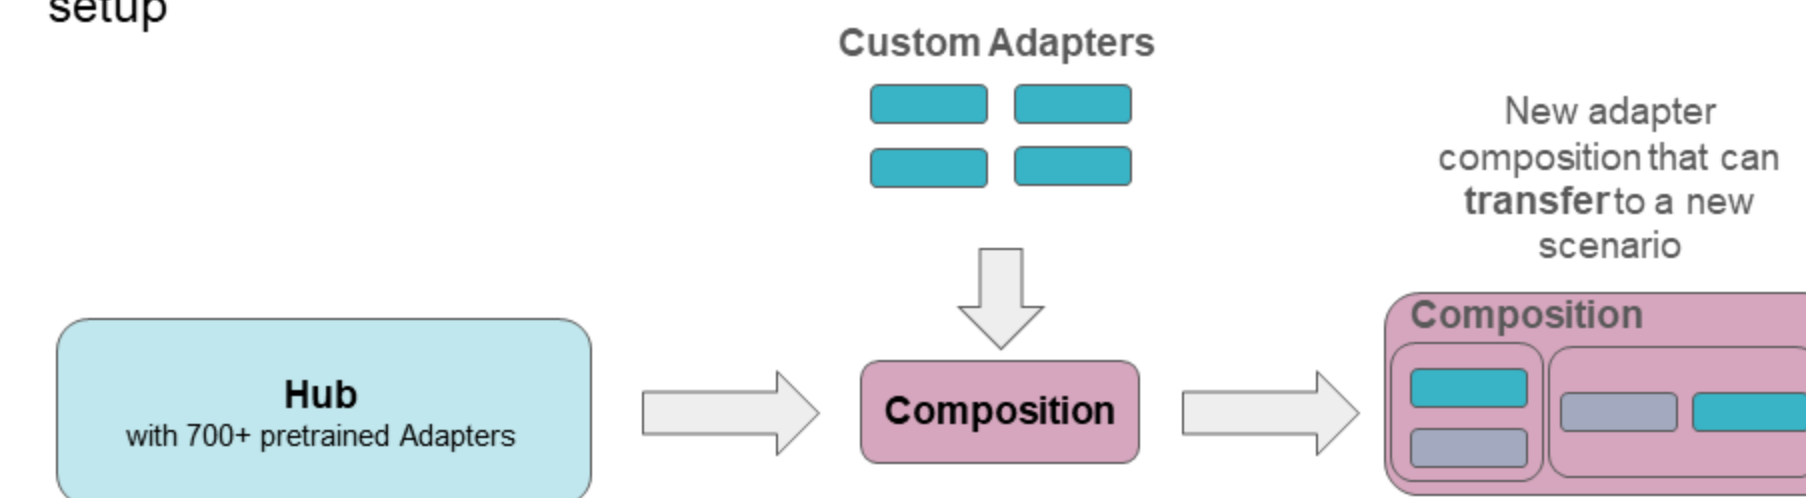 setup
Custom Adapters
New adapter
composition that can
transfer to a new
scenario
Composition
Hub
with 700+ pretrained Adapters
Composition